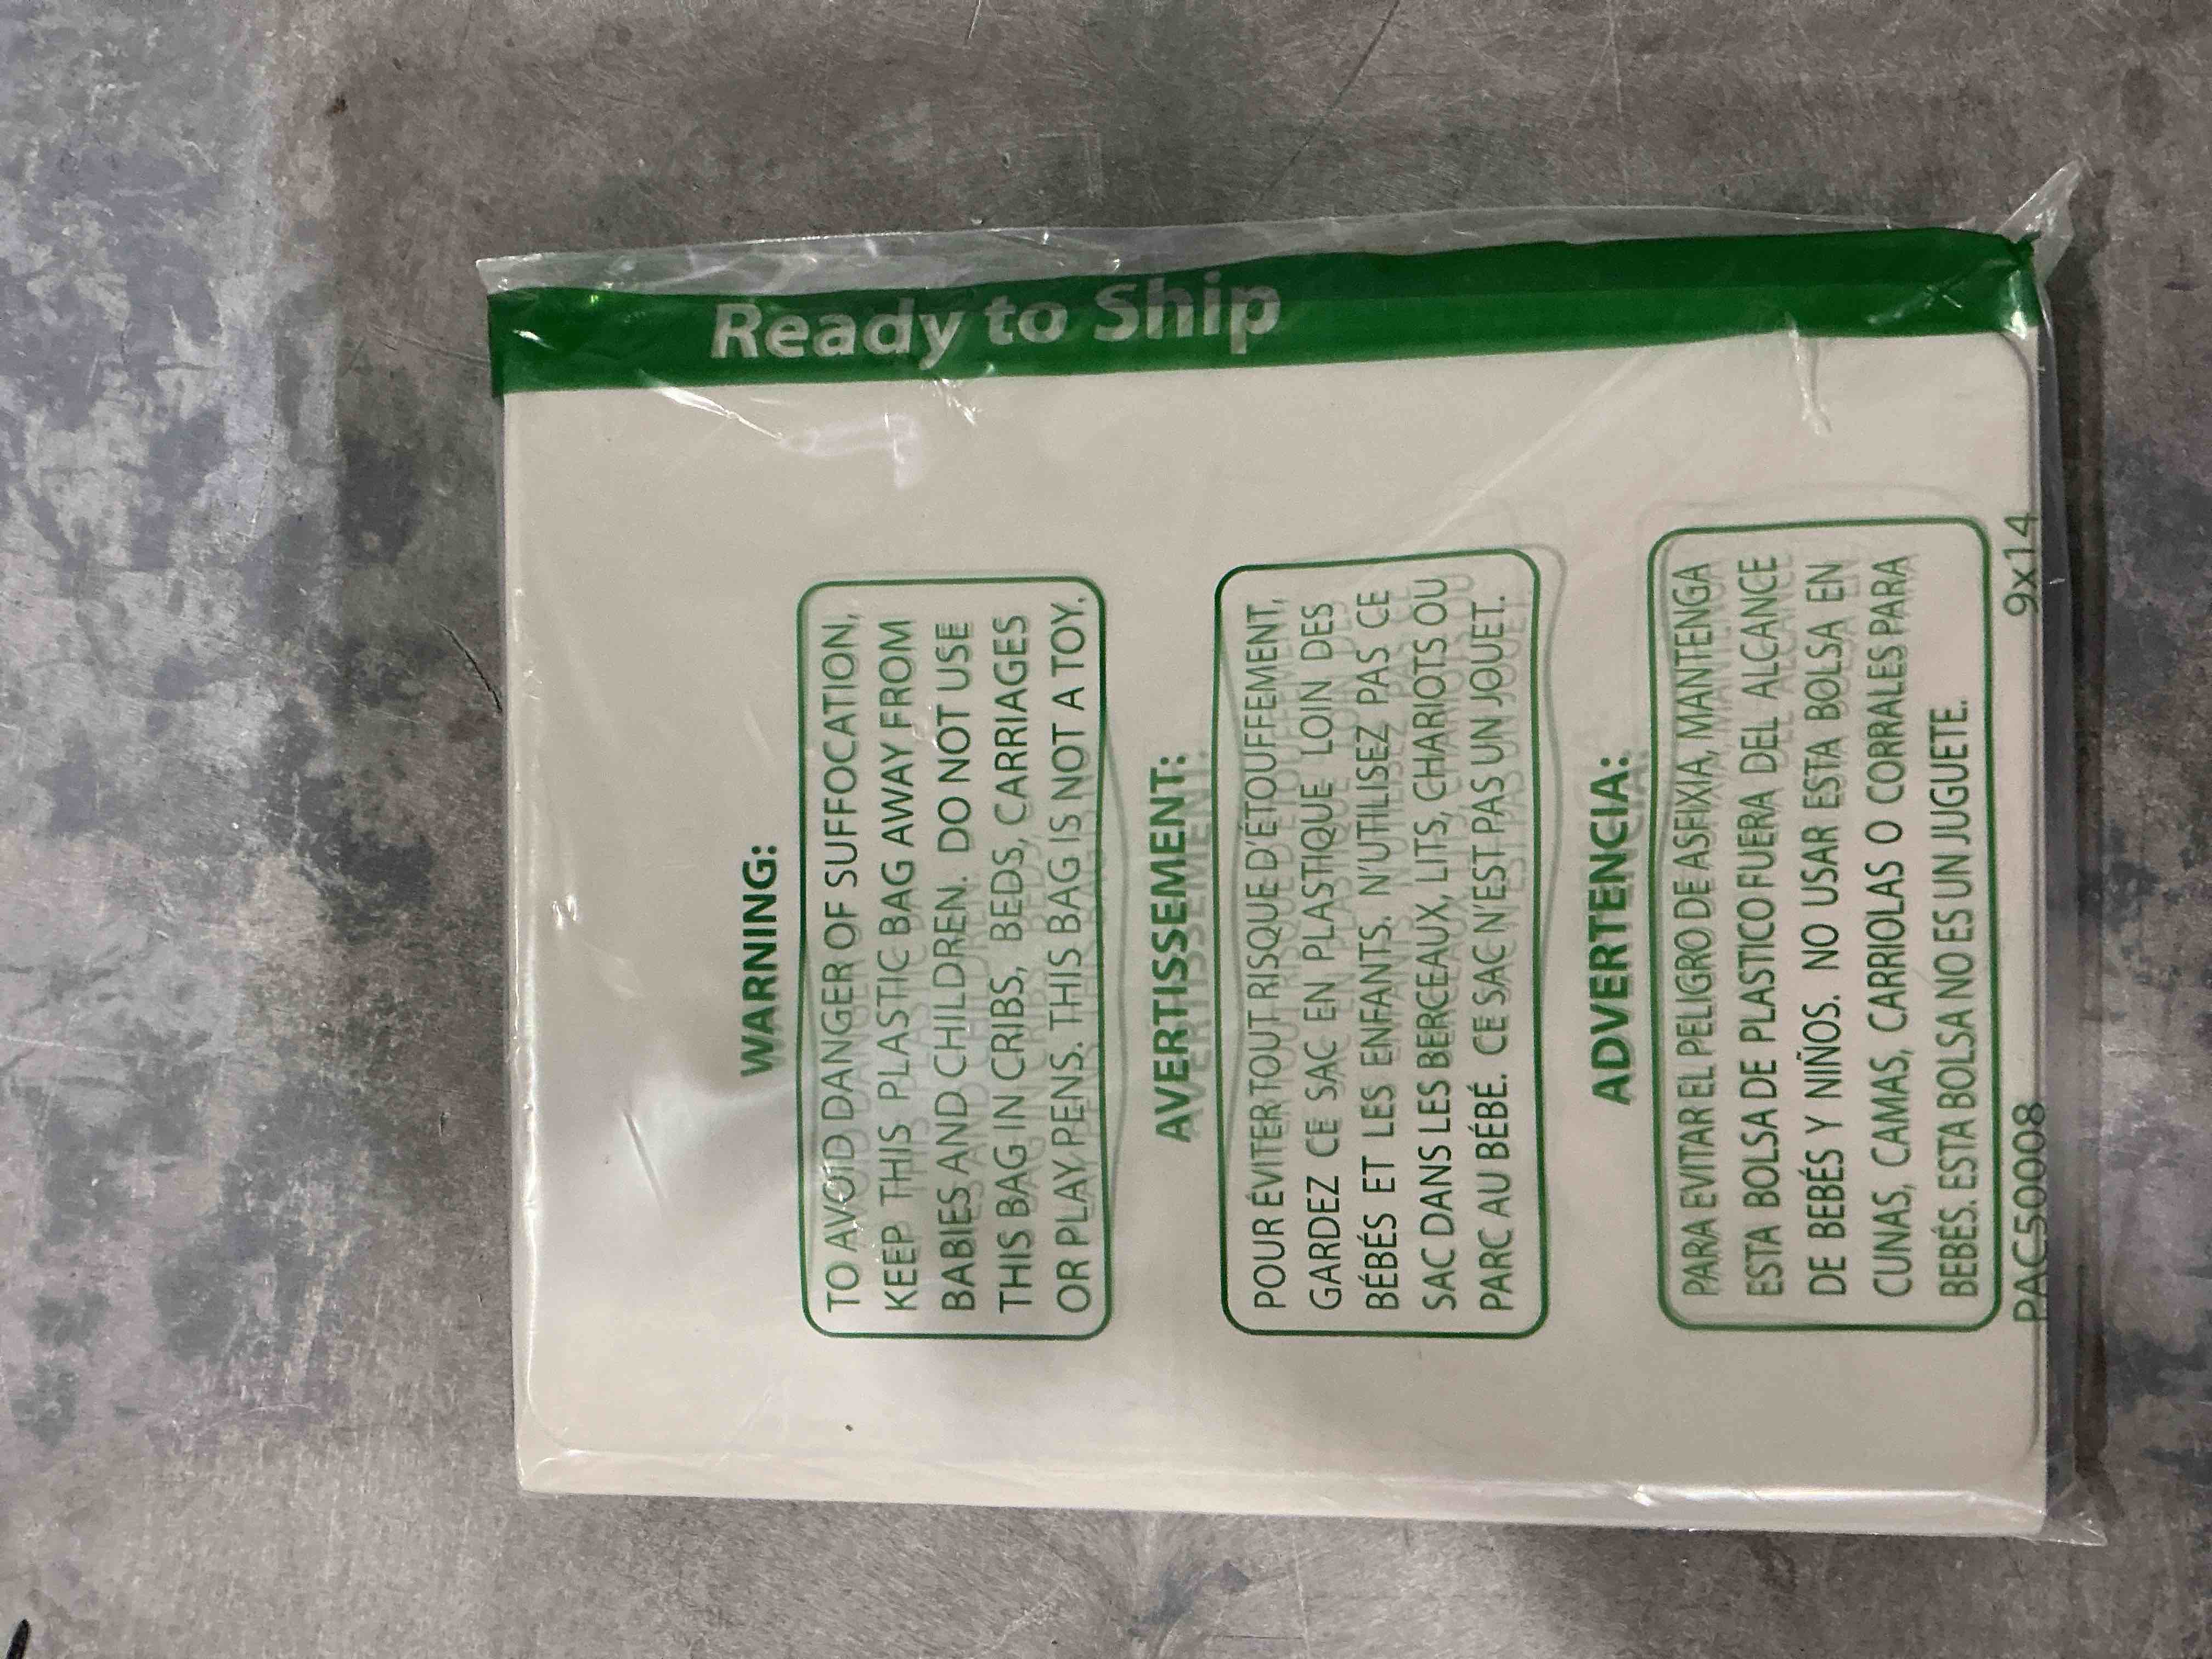 Ready to Ship
WARNING:
TO AVOID DANGER OF SUFFOCATION,
KEEP THIS PLASTIC BAG AWAY FROM
BABIES AND CHILDREN. DO NOT USE
THIS BAG IN CRIBS, BEDS, CARRIAGES
OR PLAY PENS. THIS BAG IS NOT A TOY.
AVERTISSEMENT:
POUR ÉVITER TOUT RISQUE D'ÉTOUFFEMENT,
GARDEZ CE SAC EN PLASTIQUE LOIN DES
BÉBÉS ET LES ENFANTS. N'UTILISEZ PAS CE
SAC DANS LES BERCEAUX, LITS, CHARIOTS OU
PARC AU BÉBÉ. CE SAC N'EST PAS UN JOUET.
ADVERTENCIA:
PARA EVITAR EL PELIGRO DE ASFIXIA, MANTENGA
ESTA BOLSA DE PLASTICO FUERA DEL ALCANCE
DE BEBÉS Y NIÑOS. NO USAR ESTA BOLSA EN
CUNAS, CAMAS, CARRIOLAS O CORRALES PARA
BEBÉS. ESTA BOLSA NO ES UN JUGUETE.
PAC50008 9x14